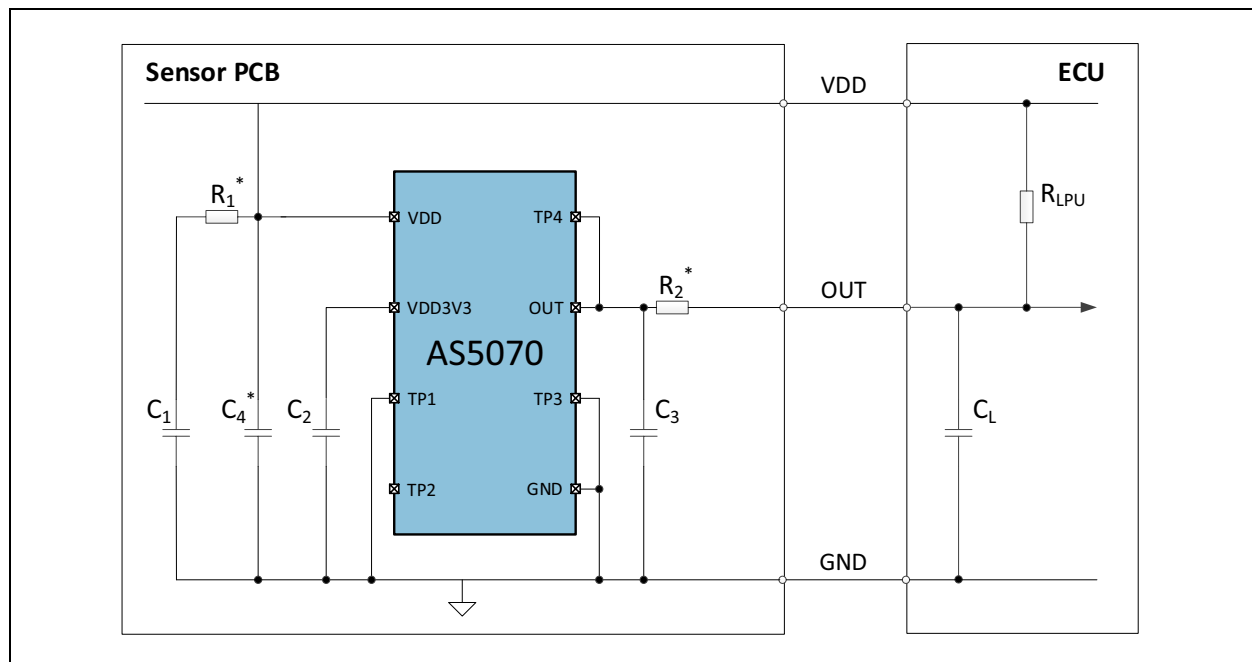 Sensor PCB
VDD
ECU
R1*
VDD
TP4
RLPU
R2*
OUT
VDD3V3
OUT
AS5070
C1
C4*
C2
TP1
TP3
C3
CL
TP2
GND
GND